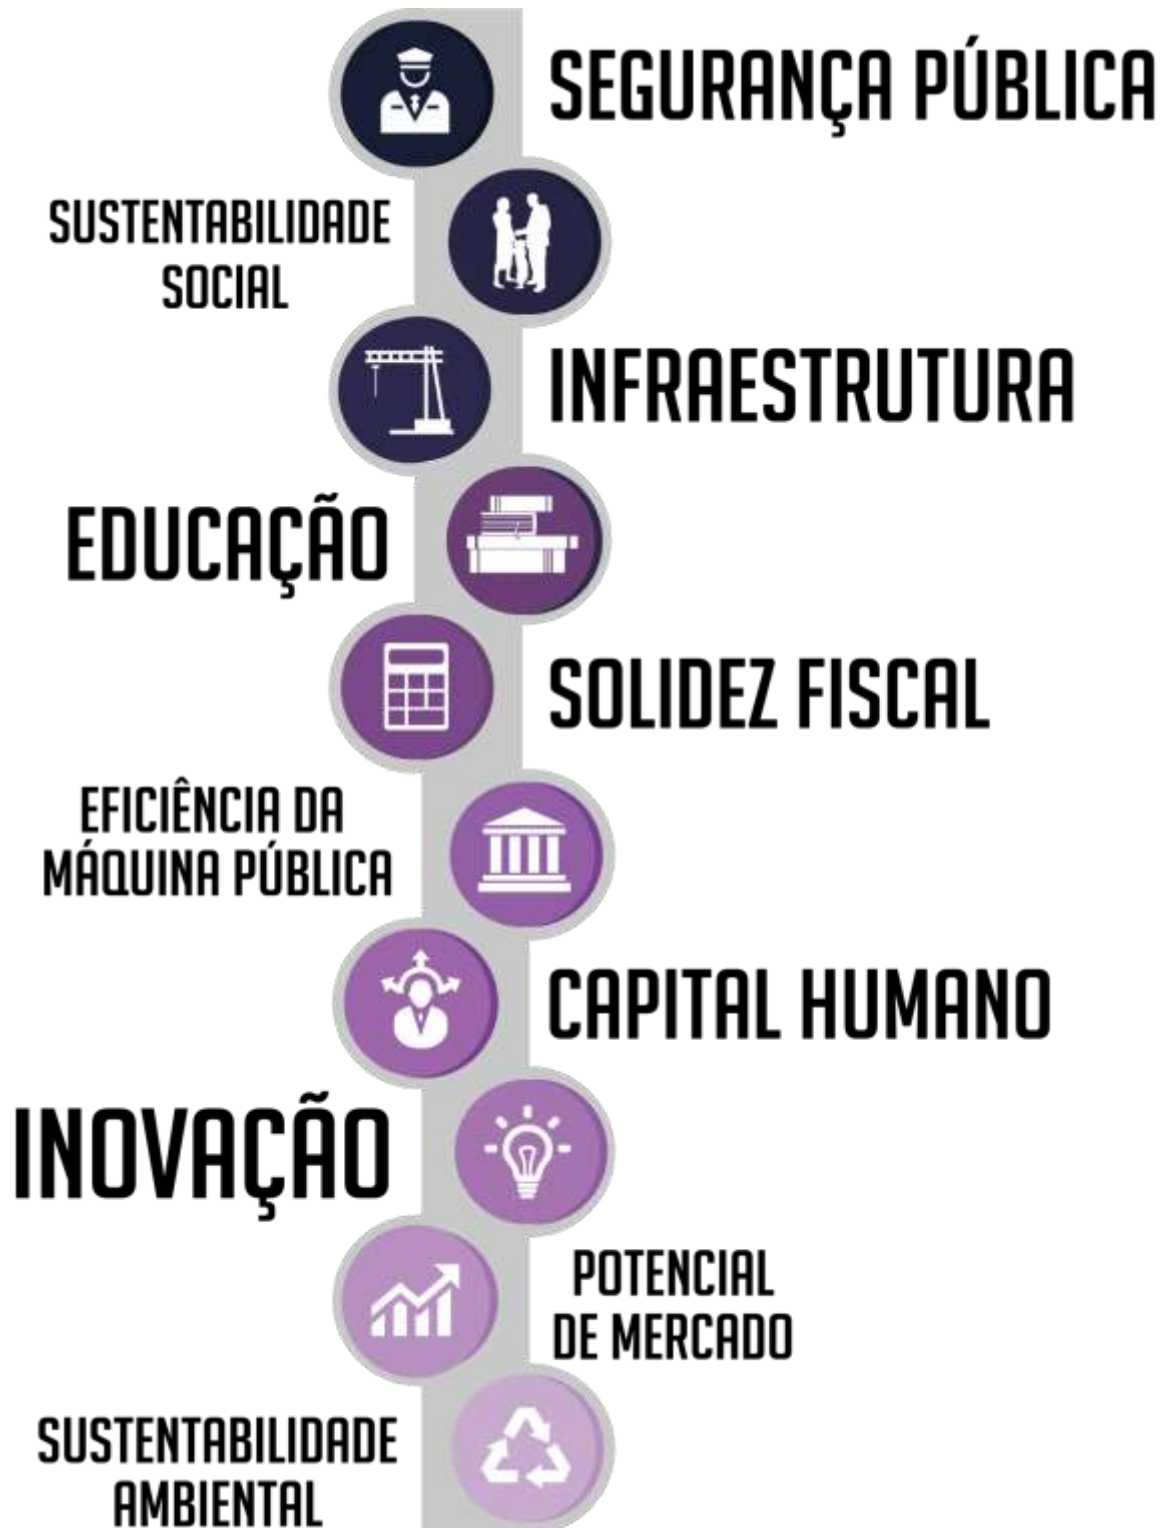 SEGURANÇA PÚBLICA
SUSTENTABILIDADE
SOCIAL
INFRAESTRUTURA
EDUCAÇÃO
SOLIDEZ FISCAL
EFICIÊNCIA DA
MÁQUINA PÚBLICA
CAPITAL HUMANO
INOVAÇÃO
POTENCIAL
DE MERCADO
SUSTENTABILIDADE
AMBIENTAL